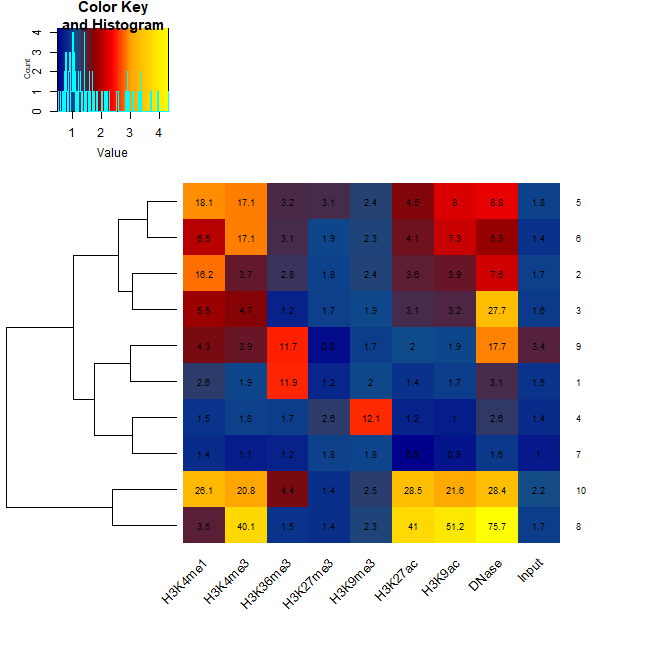 Color Key
and Histogram
Count
0 1 2 3 4
1 2 3 4
Value
18.1 17.1 3.2 3.1 2.4 4.5 8 8.8 1.8 5
6.5 17.1 3.1 1.9 2.3 4.1 7.3 5.3 1.4 6
16.2 3.7 2.8 1.8 2.4 3.6 3.9 7.6 1.7 2
5.5 4.7 1.2 1.7 1.9 3.1 3.2 27.7 1.6 3
4.3 3.9 11.7 1.7 2 1.9 17.7 3.4 9
2.6 1.9 11.9 1.2 2 1.4 1.7 3.1 1.5 1
1.5 1.8 1.7 2.6 12.1 1.2 1 2.6 1.4 4
1.4 1.1 1.2 1.8 1.8 0.9 1.6 1 7
26.1 20.8 4.4 1.4 2.5 28.5 21.6 28.4 2.2 10
3.5 40.1 1.5 1.4 2.3 41 51.2 75.7 1.7 8
H3K4me1 H3K4me3 H3K36me3 H3K27me3 H3K9me3 H3K27ac H3K9ac DNase Input